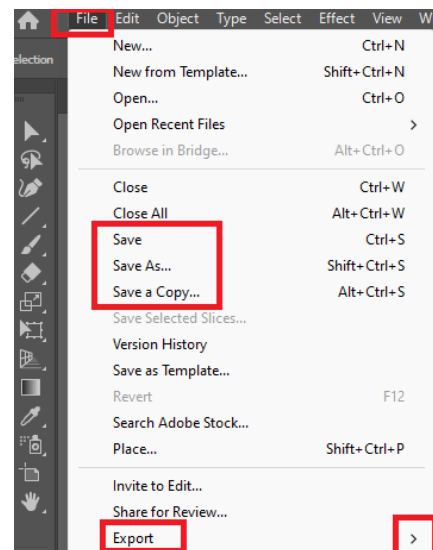 File Edit Object Type Select Effect View W
election
New... Ctrl+N
New from Template... Shift+Ctrl+N
Open... Ctrl+O
Open Recent Files >
Browse in Bridge... Alt+Ctrl+O
Close Ctrl+W
Close All Alt+Ctrl+W
Save Ctrl+S
Save As... Shift+Ctrl+S
Save a Copy... Alt+Ctrl+S
Save Selected Slices...
Version History
Save as Template...
Revert F12
Search Adobe Stock...
Place... Shift+Ctrl+P
Invite to Edit...
Share for Review...
Export >